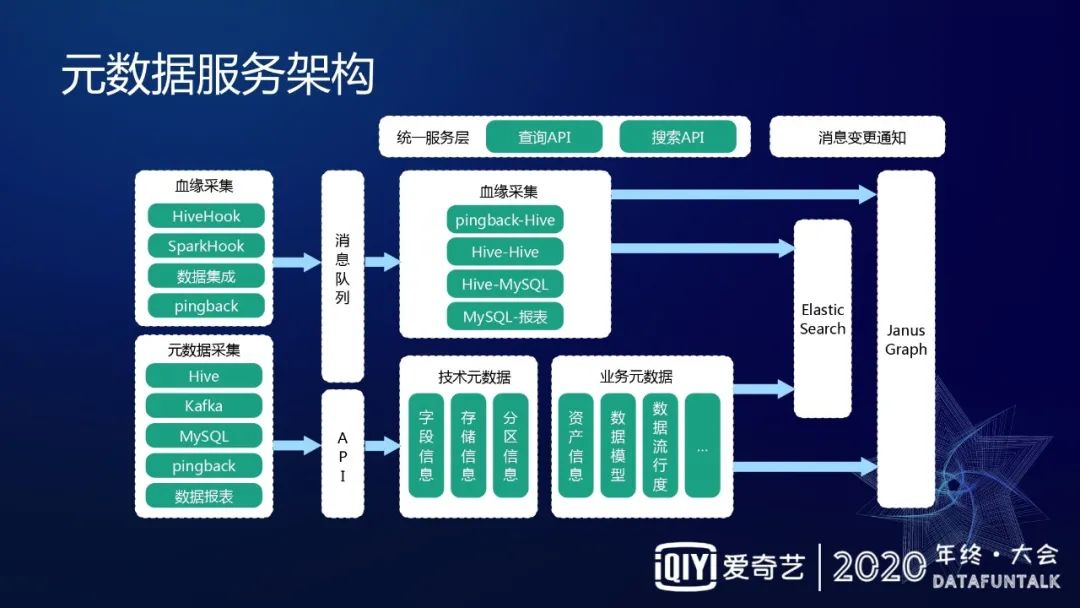 元数据服务架构
统一服务层
查询API
搜索API
消息变更通知
血缘采集
HiveHook
SparkHook
数据集成
pingback
元数据采集
Hive
Kafka
MySQL
pingback
数据报表
消息队列
API
血缘采集
pingback-Hive
Hive-Hive
Hive-MySQL
MySQL-报表
技术元数据
字段信息
存储信息
分区信息
业务元数据
资产信息
数据模型
数据流行度
...
Elastic
Search
Janus
Graph
iQIYI 爱奇艺
2020 年终·大会
DATAFUNTALK